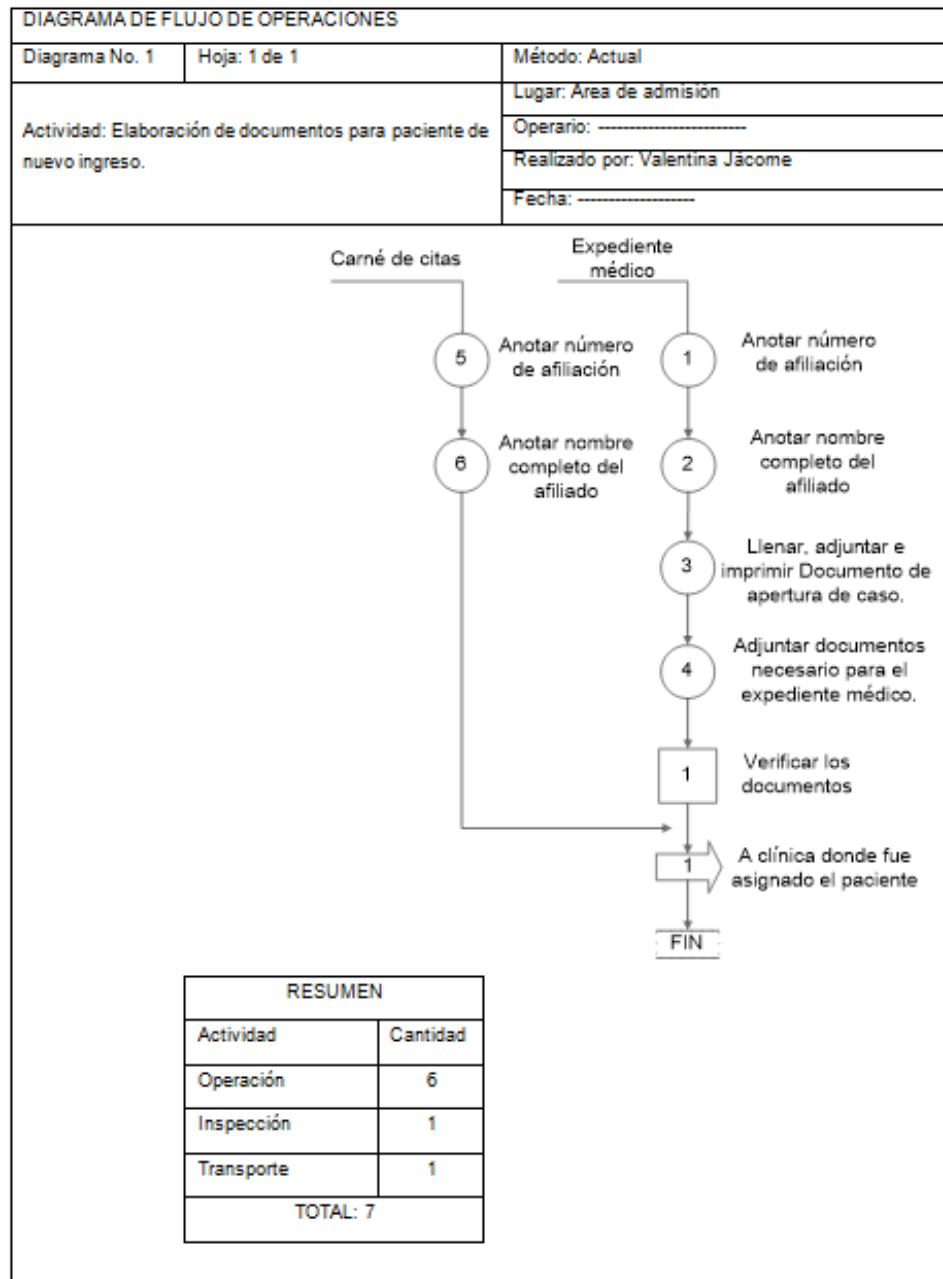 DIAGRAMA DE FLUJO DE OPERACIONES
Diagrama No. 1
Hoja: 1 de 1
Método: Actual
Lugar: Area de admisión
Actividad: Elaboración de documentos para paciente de
nuevo ingreso.
Operario: ------------------------
Realizado por: Valentina Jácome
Fecha: -------------------
Carné de citas
Expediente
médico
5
Anotar número
de afiliación
1
Anotar número
de afiliación
6
Anotar nombre
completo del
afiliado
2
Anotar nombre
completo del
afiliado
3
Llenar, adjuntar e
imprimir Documento de
apertura de caso.
4
Adjuntar documentos
necesario para el
expediente médico.
1
Verificar los
documentos
1
A clínica donde fue
asignado el paciente
FIN
RESUMEN
Actividad
Cantidad
Operación
6
Inspección
1
Transporte
1
TOTAL: 7